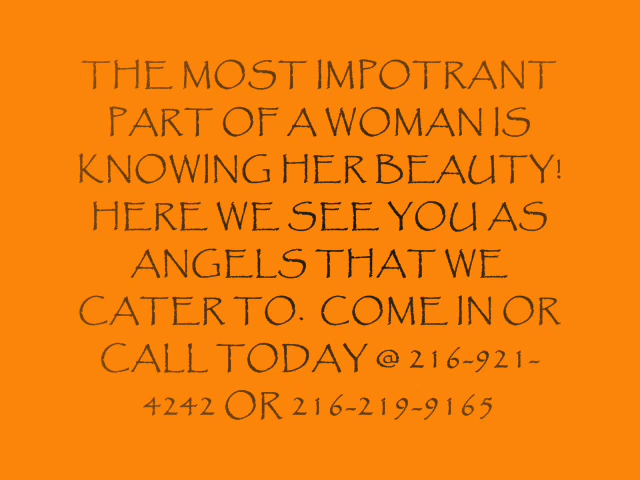 THE MOST IMPOTRANT
PART OF A WOMAN IS
KNOWING HER BEAUTY!
HERE WE SEE YOU AS
ANGELS THAT WE
CATER TO. COME IN OR
CALL TODAY @ 216-921-
4242 OR 216-219-9165